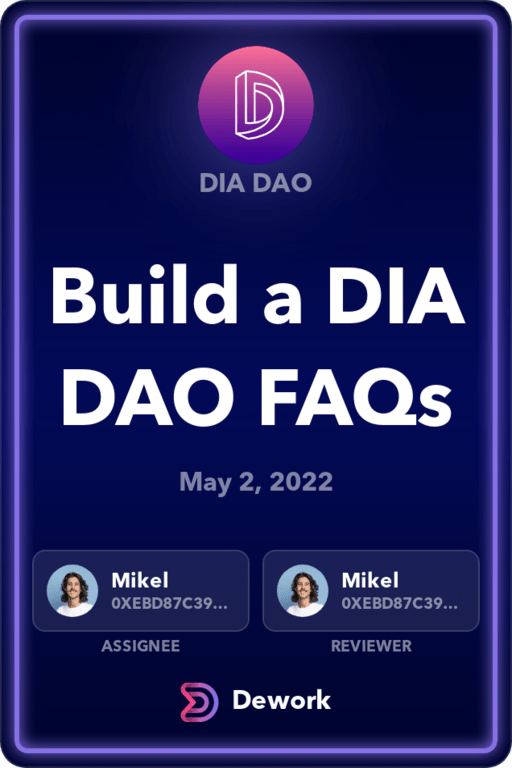 DIA DAO
Build a DIA
DAO FAQs
May 2, 2022
Mikel
0XEBD87C39...
ASSIGNEE
Mikel
0XEBD87C39...
REVIEWER
Dework